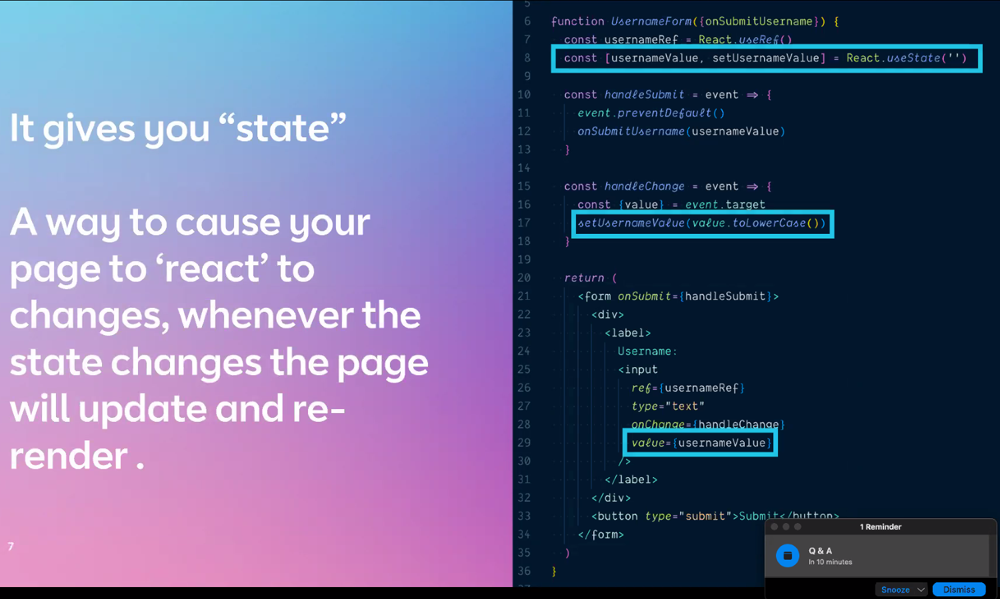 It gives you “state”
A way to cause your
page to ‘react’ to
changes, whenever the
state changes the page
will update and re-
render .
7
5
6 function UsernameForm({onSubmitUsername}) {
7 const usernameRef = React.useRef()
8 const [usernameValue, setUsernameValue] = React.useState('')
9
10 const handleSubmit = event ⇒ {
11 event.preventDefault()
12 onSubmitUsername(usernameValue)
13 }
14
15 const handleChange = event ⇒ {
16 const {value} = event.target
17 setUsernameValue(value.toLowerCase())
18 }
19
20 return (
21 <form onSubmit={handleSubmit}>
22 <div>
23 <label>
24 Username:
25 <input
26 ref={usernameRef}
27 type="text"
28 onChange={handleChange}
29 value={usernameValue}
30 />
31 </label>
32 </div>
33 <button type="submit">Submit</button>
34 </form>
35 )
36 }
1 Reminder
Q & A
In 10 minutes
Snooze
Dismiss